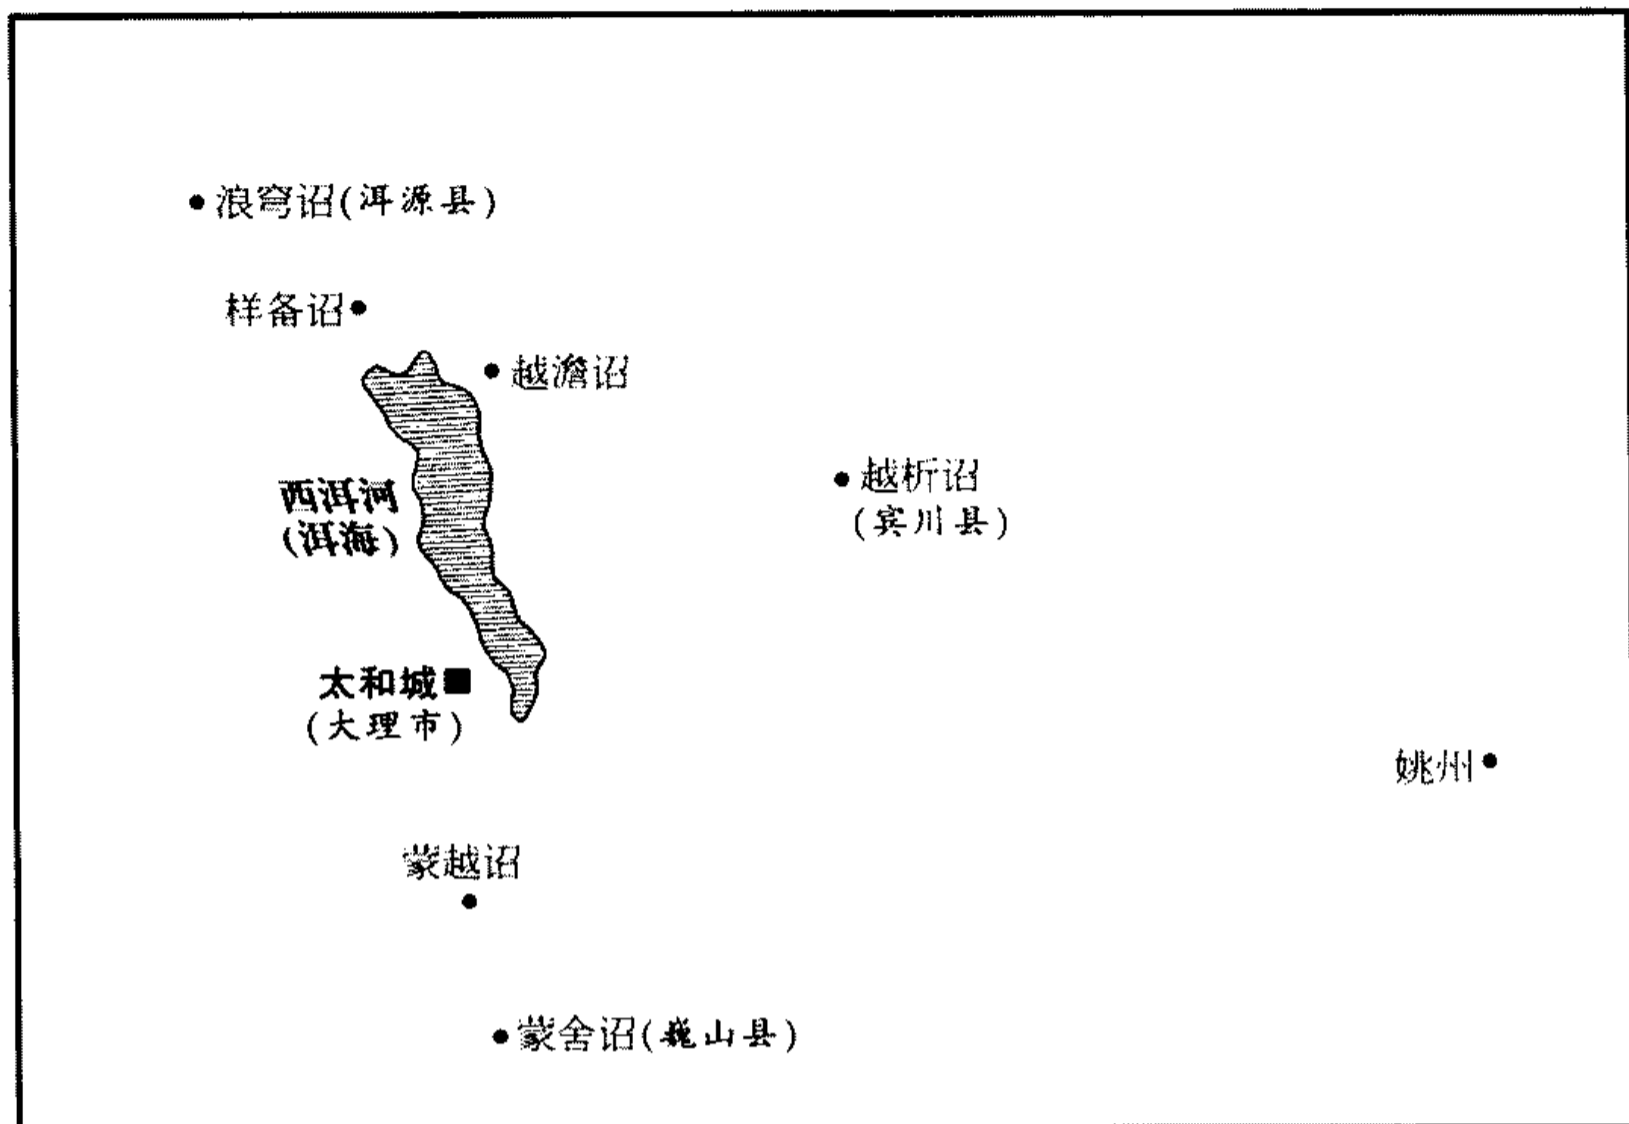 浪穹诏(洱源县)
样备诏
越澹诏
越析诏
(宾川县)
西洱河
(洱海)
太和城
(大理市)
姚州
蒙越诏
蒙舍诏(巍山县)